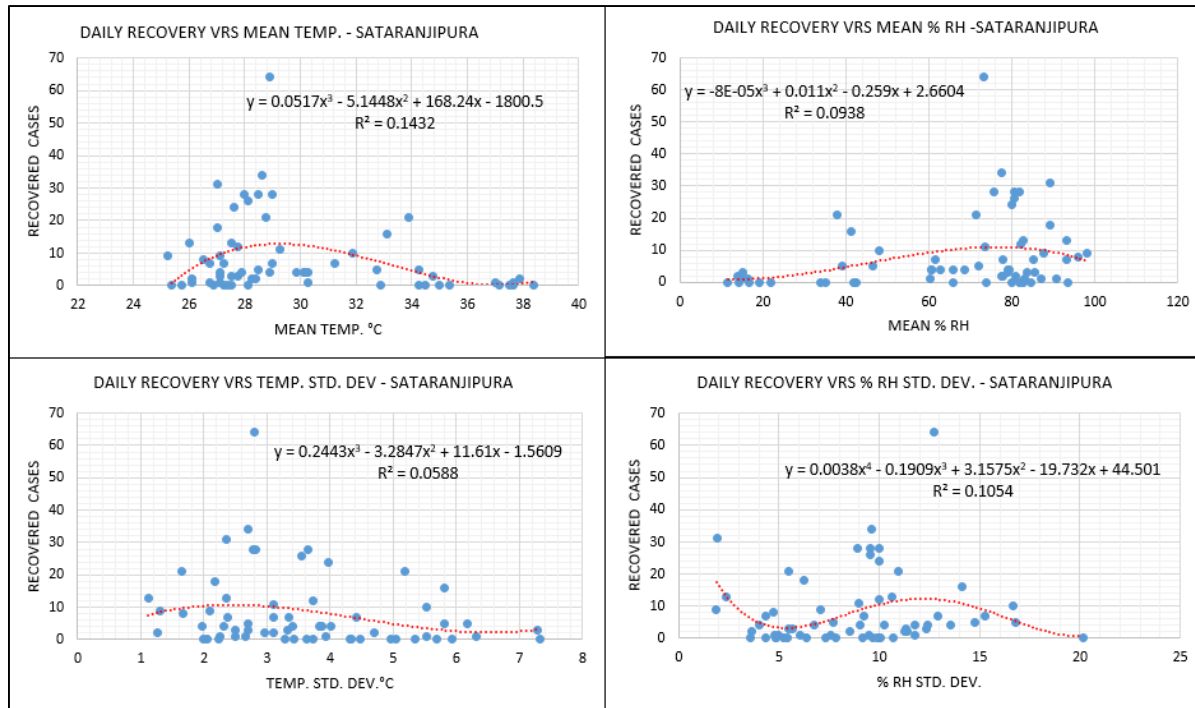 DAILY RECOVERY VRS MEAN TEMP. - SATARANJIPURA
70
60
50
40
30
20
10
0
RECOVERED CASES
y = 0.0517x³ - 5.1448x² + 168.24x - 1800.5
R² = 0.1432
22 24 26 28 30 32 34 36 38 40
MEAN TEMP. ⁰C
DAILY RECOVERY VRS MEAN % RH -SATARANJIPURA
70
60
50
40
30
20
10
0
RECOVERED CASES
y = -8E-05x³ + 0.011x² - 0.259x + 2.6604
R² = 0.0938
0 20 40 60 80 100 120
MEAN % RH
DAILY RECOVERY VRS TEMP. STD. DEV - SATARANJIPURA
70
60
50
40
30
20
10
0
RECOVERED CASES
y = 0.2443x³ - 3.2847x² + 11.61x - 1.5609
R² = 0.0588
0 1 2 3 4 5 6 7 8
TEMP. STD. DEV.⁰C
DAILY RECOVERY VRS % RH STD. DEV. - SATARANJIPURA
70
60
50
40
30
20
10
0
RECOVERED CASES
y = 0.0038x⁴ - 0.1909x³ + 3.1575x² - 19.732x + 44.501
R² = 0.1054
0 5 10 15 20 25
% RH STD. DEV.